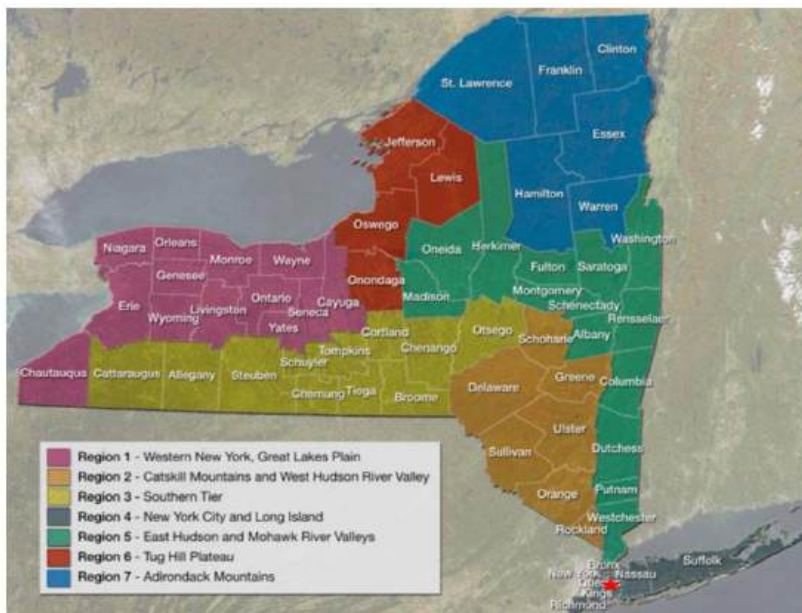 Clinton
Franklin
St. Lawrence
Essex
Jefferson
Lewis
Hamilton
Warren
Oswego
Washington
Niagara
Orleans
Monroe
Wayne
Oneida
Herkimer
Fulton
Saratoga
Genesee
Onondaga
Madison
Montgomery
Schenectady
Erie
Wyoming
Livingston
Ontario
Seneca
Cayuga
Yates
Rensselaer
Cortland
Otsego
Schoharie
Albany
Chenango
Tompkins
Schuyler
Chautauqua
Cattaraugus
Allegany
Steuben
Chemung
Tioga
Broome
Delaware
Greene
Columbia
Ulster
Sullivan
Dutchess
Orange
Putnam
Westchester
Rockland
Bronx
New York
Nassau
Suffolk
Kings
Richmond
Region 1 - Western New York, Great Lakes Plain
Region 2 - Catskill Mountains and West Hudson River Valley
Region 3 - Southern Tier
Region 4 - New York City and Long Island
Region 5 - East Hudson and Mohawk River Valleys
Region 6 - Tug Hill Plateau
Region 7 - Adirondack Mountains